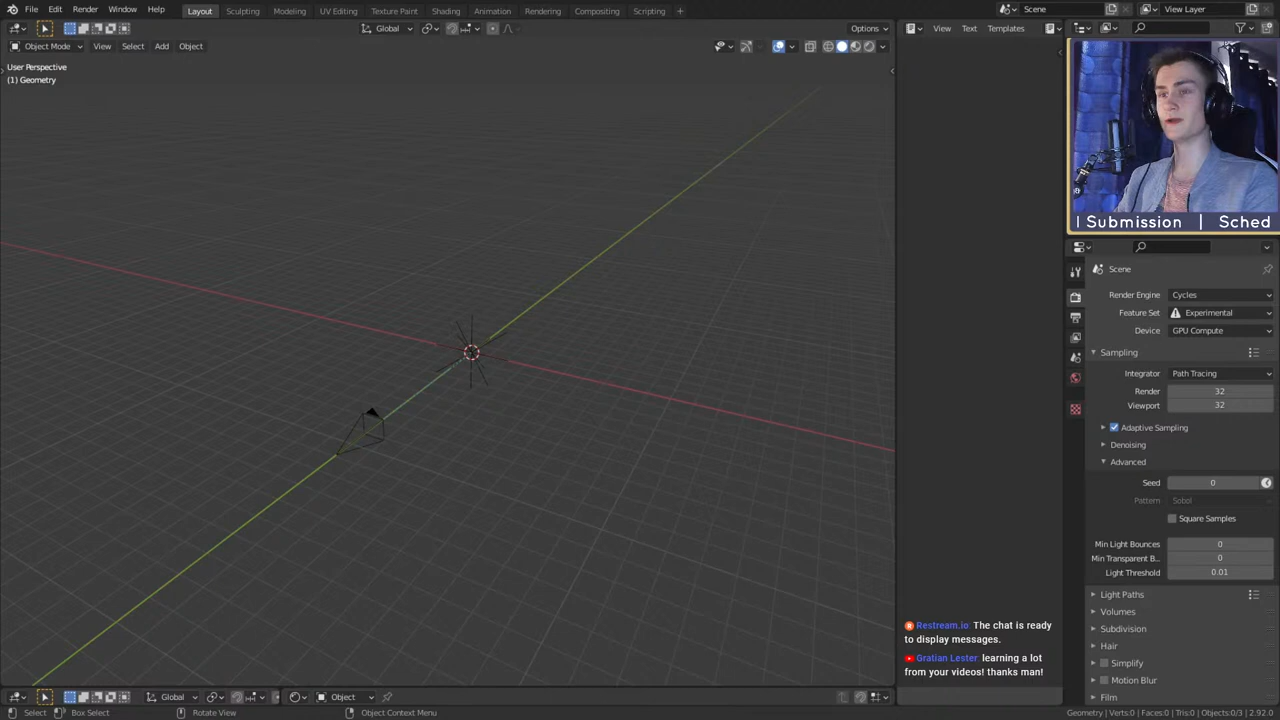 File Edit Render Window Help
Layout Sculpting Modeling UV Editing Texture Paint Shading Animation Rendering Compositing Scripting +
Scene
View Layer
Global
Options
View Text Templates
Object Mode View Select Add Object
User Perspective
(1) Geometry
l Submission | Sched
Scene
Render Engine Cycles
Feature Set Experimental
Device GPU Compute
Sampling
Integrator Path Tracing
Render 32
Viewport 32
Adaptive Sampling
Denoising
Advanced
Seed 0
Pattern Sobol
Square Samples
Min Light Bounces 0
Min Transparent B... 0
Light Threshold 0.01
Light Paths
Volumes
Subdivision
Hair
Simplify
Motion Blur
Film
Restream.io The chat is ready
to display messages.
Gratian Lester learning a lot
from your videos! thanks man!
Global
Object
Select Box Select Rotate View Object Context Menu
Geometry | Verts:0 | Faces:0 | Tris:0 | Objects:0/3 | 2.92.0